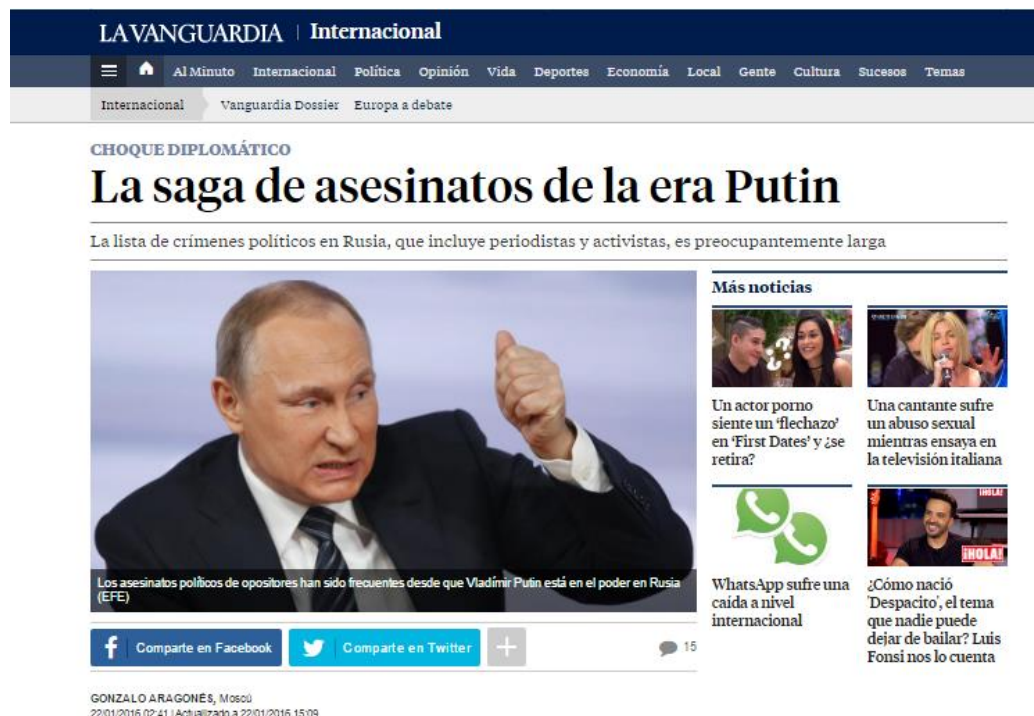 LA VANGUARDIA | Internacional
Al Minuto Internacional Política Opinión Vida Deportes Economía Local Gente Cultura Sucesos Temas
Internacional Vanguardia Dossier Europa a debate
CHOQUE DIPLOMÁTICO
La saga de asesinatos de la era Putin
La lista de crímenes políticos en Rusia, que incluye periodistas y activistas, es preocupantemente larga
Los asesinatos políticos de opositores han sido frecuentes desde que Vladímir Putin está en el poder en Rusia
(EFE)
Comparte en Facebook
Comparte en Twitter
15
GONZALO ARAGONÉS, Moscú
22/01/2016 02:41 | Actualizado a 22/01/2016 15:09
Más noticias
Un actor porno
siente un ‘flechazo’
en ‘First Dates’ y ¿se
retira?
Una cantante sufre
un abuso sexual
mientras ensaya en
la televisión italiana
WhatsApp sufre una
caída a nivel
internacional
¡HOLA!
¡HOLA!
¿Cómo nació
'Despacito', el tema
que nadie puede
dejar de bailar? Luis
Fonsi nos lo cuenta